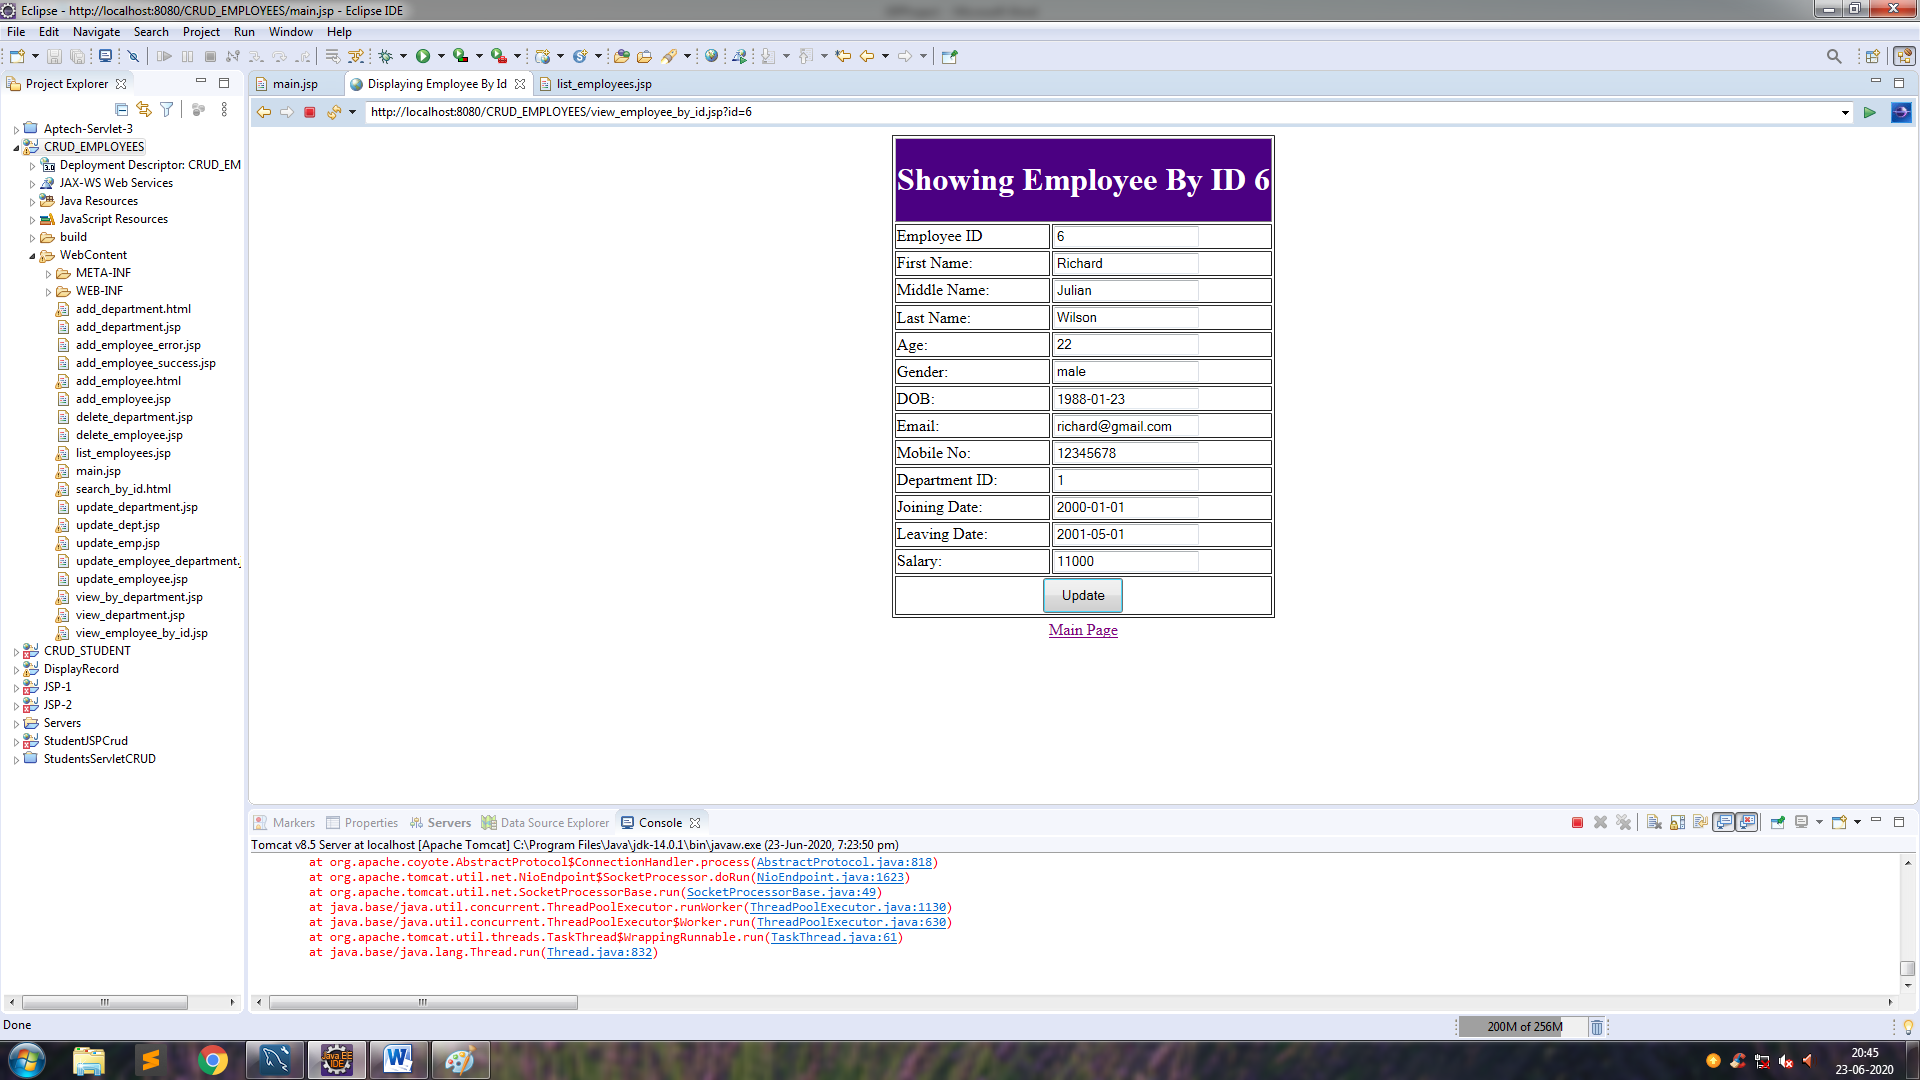 Eclipse - http://localhost:8080/CRUD_EMPLOYEES/main.jsp - Eclipse IDE
File Edit Navigate Search Project Run Window Help
Project Explorer
Aptech-Servlet-3
CRUD_EMPLOYEES
Deployment Descriptor: CRUD_EM
JAX-WS Web Services
Java Resources
JavaScript Resources
build
WebContent
META-INF
WEB-INF
add_department.html
add_department.jsp
add_employee_error.jsp
add_employee_success.jsp
add_employee.html
add_employee.jsp
delete_department.jsp
delete_employee.jsp
list_employees.jsp
main.jsp
search_by_id.html
update_department.jsp
update_dept.jsp
update_emp.jsp
update_employee_department.
update_employee.jsp
view_by_department.jsp
view_department.jsp
view_employee_by_id.jsp
CRUD_STUDENT
DisplayRecord
JSP-1
JSP-2
Servers
StudentJSPCrud
StudentsServletCRUD
main.jsp Displaying Employee By Id list_employees.jsp
http://localhost:8080/CRUD_EMPLOYEES/view_employee_by_id.jsp?id=6
Showing Employee By ID 6
Employee ID 6
First Name: Richard
Middle Name: Julian
Last Name: Wilson
Age: 22
Gender: male
DOB: 1988-01-23
Email: richard@gmail.com
Mobile No: 12345678
Department ID: 1
Joining Date: 2000-01-01
Leaving Date: 2001-05-01
Salary: 11000
Update
Main Page
Markers Properties Servers Data Source Explorer Console
Tomcat v8.5 Server at localhost [Apache Tomcat] C:\Program Files\Java\jdk-14.0.1\bin\javaw.exe (23-Jun-2020, 7:23:50 pm)
at org.apache.coyote.AbstractProtocol$ConnectionHandler.process(AbstractProtocol.java:818)
at org.apache.tomcat.util.net.NioEndpoint$SocketProcessor.doRun(NioEndpoint.java:1623)
at org.apache.tomcat.util.net.SocketProcessorBase.run(SocketProcessorBase.java:49)
at java.base/java.util.concurrent.ThreadPoolExecutor.runWorker(ThreadPoolExecutor.java:1130)
at java.base/java.util.concurrent.ThreadPoolExecutor$Worker.run(ThreadPoolExecutor.java:630)
at org.apache.tomcat.util.threads.TaskThread$WrappingRunnable.run(TaskThread.java:61)
at java.base/java.lang.Thread.run(Thread.java:832)
Done
200M of 256M
Java EE
IDE
20:45
23-06-2020